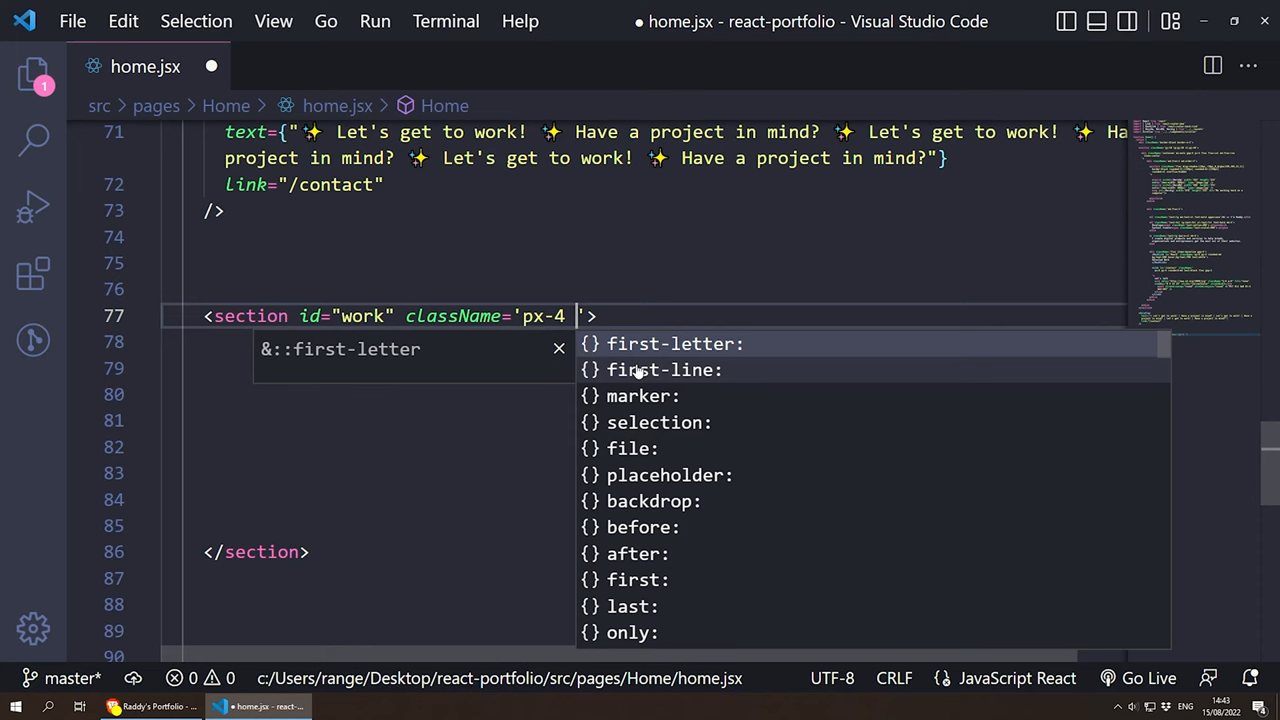 File Edit Selection View Go Run Terminal Help ● home.jsx - react-portfolio - Visual Studio Code
home.jsx
1
src > pages > Home > home.jsx > Home
71 text={"✨ Let's get to work! ✨ Have a project in mind? ✨ Let's get to work! ✨ Ha
project in mind? ✨ Let's get to work! ✨ Have a project in mind?"}
72 link="/contact"
73 />
74
75
76
77 <section id="work" className='px-4 '>
78
&::first-letter
first-letter:
79 first-line:
80 marker:
81 selection:
82 file:
83 placeholder:
84 backdrop:
85 before:
86 </section>
after:
87 first:
88 last:
89 only:
90
master* 0 0 c:/Users/range/Desktop/react-portfolio/src/pages/Home/home.jsx UTF-8 CRLF {} JavaScript React Go Live
Raddy's Portfolio - ... ● home.jsx - react-... ENG 14:43
15/08/2022 4